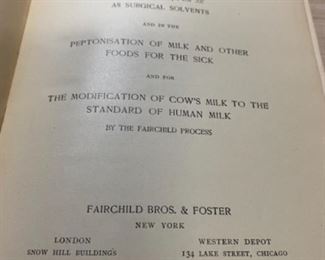 AS SURGICAL SOLVENTS
AND IN THE
PEPTONISATION OF MILK AND OTHER
FOODS FOR THE SICK
AND FOR
THE MODIFICATION OF COW'S MILK TO THE
STANDARD OF HUMAN MILK
BY THE FAIRCHILD PROCESS
FAIRCHILD BROS. & FOSTER
NEW YORK
LONDON
SNOW HILL BUILDINGS
WESTERN DEPOT
134 LAKE STREET, CHICAGO